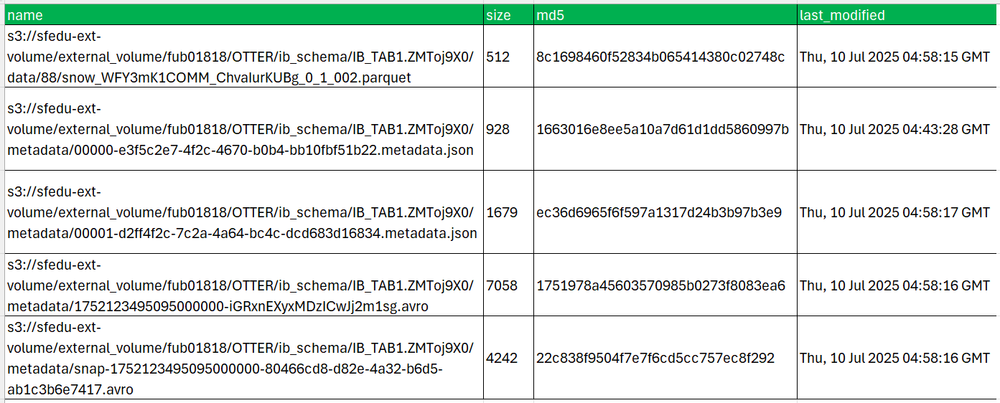 name size md5 last_modified
s3://sfedu-ext-
volume/external_volume/fub01818/OTTER/ib_schema/IB_TAB1.ZMToj9X0/
data/88/snow_WFY3mK1COMM_ChvaIurKUBg_0_1_002.parquet
512
8c1698460f52834b065414380c02748c
Thu, 10 Jul 2025 04:58:15 GMT
s3://sfedu-ext-
volume/external_volume/fub01818/OTTER/ib_schema/IB_TAB1.ZMToj9X0/
metadata/00000-e3f5c2e7-4f2c-4670-b0b4-bb10fbf51b22.metadata.json
928
1663016e8ee5a10a7d61d1dd5860997b
Thu, 10 Jul 2025 04:43:28 GMT
s3://sfedu-ext-
volume/external_volume/fub01818/OTTER/ib_schema/IB_TAB1.ZMToj9X0/
metadata/00001-d2ff4f2c-7c2a-4a64-bc4c-dcd683d16834.metadata.json
1679
ec36d6965f6f597a1317d24b3b97b3e9
Thu, 10 Jul 2025 04:58:17 GMT
s3://sfedu-ext-
volume/external_volume/fub01818/OTTER/ib_schema/IB_TAB1.ZMToj9X0/
metadata/1752123495095000000-iGRxnEXyxMDzICwJj2m1sg.avro
7058
1751978a45603570985b0273f8083ea6
Thu, 10 Jul 2025 04:58:16 GMT
s3://sfedu-ext-
volume/external_volume/fub01818/OTTER/ib_schema/IB_TAB1.ZMToj9X0/
metadata/snap-1752123495095000000-80466cd8-d82e-4a32-b6d5-
ab1c3b6e7417.avro
4242
22c838f9504f7e7f6cd5cc757ec8f292
Thu, 10 Jul 2025 04:58:16 GMT